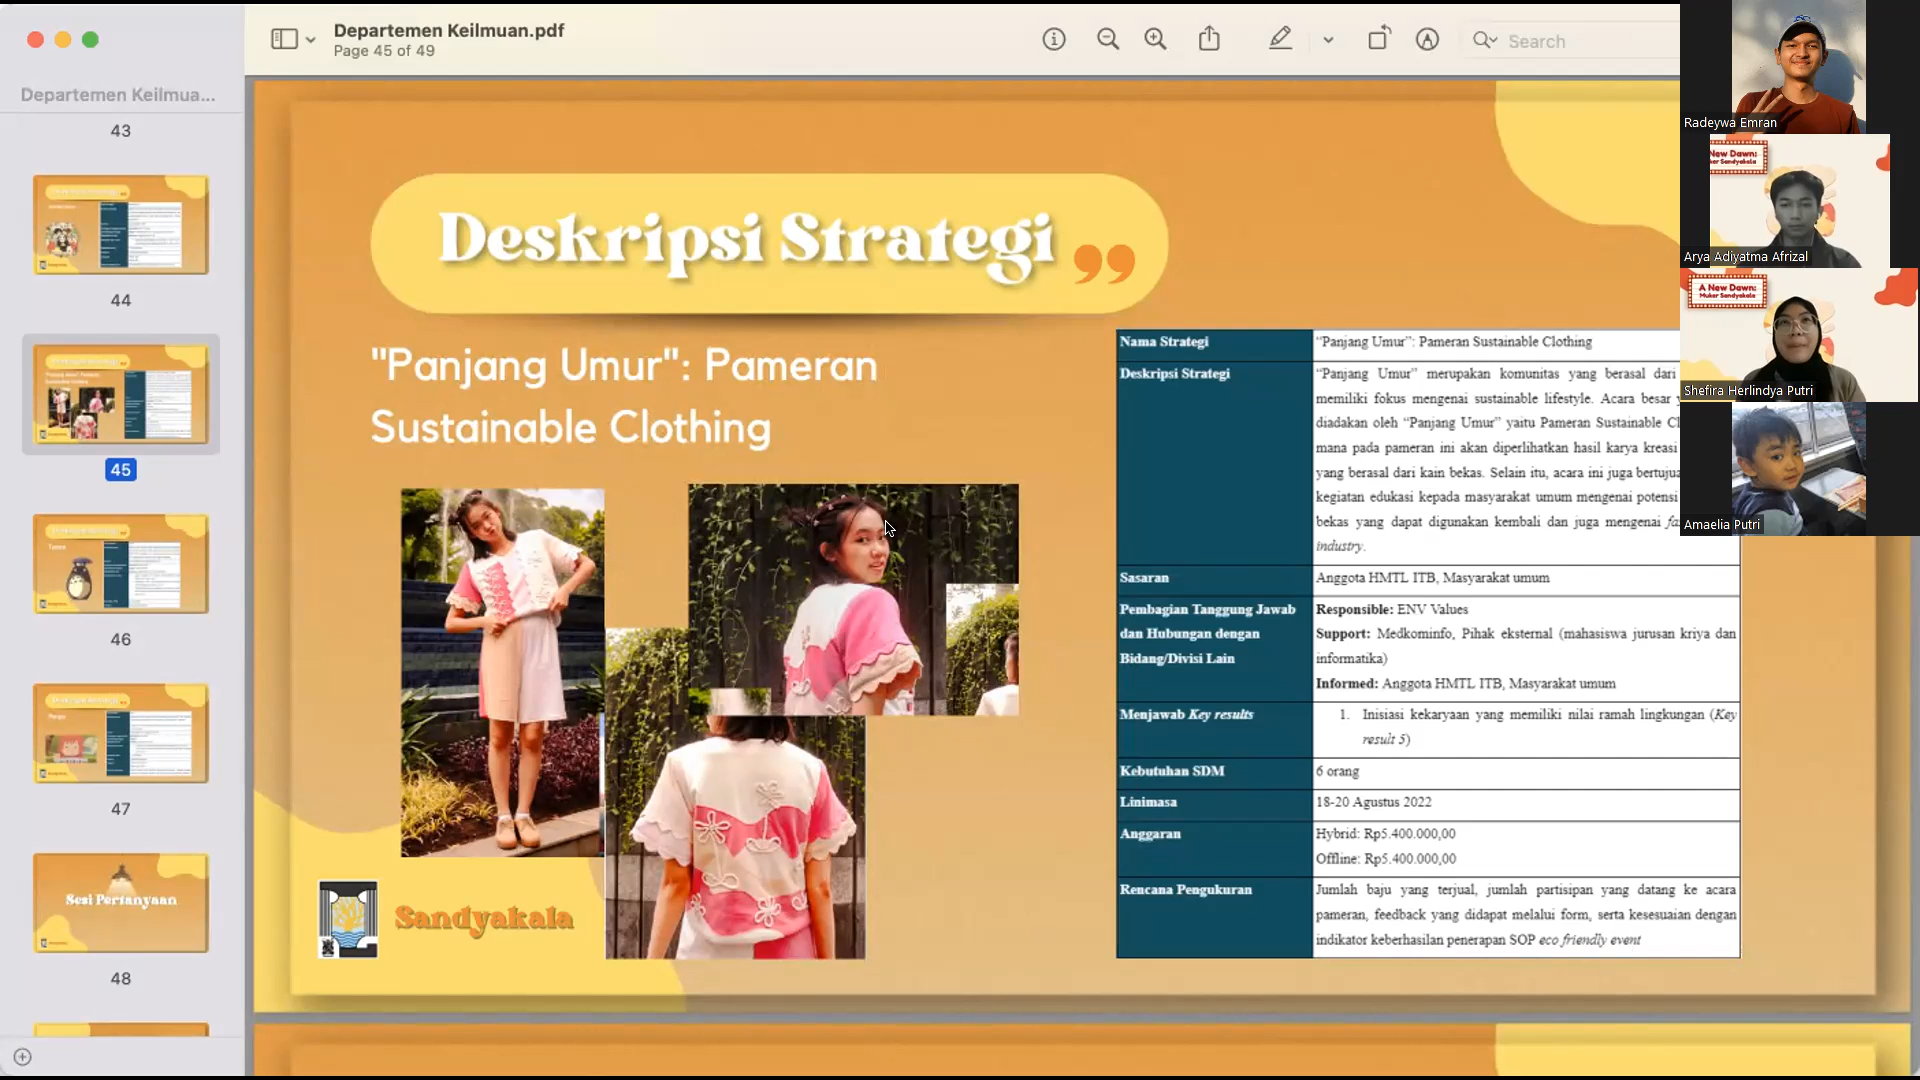 Departemen Keilmuan.pdf
Page 45 of 49
Search
Departemen Keilmua...
43
44
45
46
47
Sesi Pertanyaan
48
Deskripsi Strategi
"Panjang Umur": Pameran
Sustainable Clothing
Sandyakala
Nama Strategi
“Panjang Umur”: Pameran Sustainable Clothing
Deskripsi Strategi
“Panjang Umur” merupakan komunitas yang berasal dari
memiliki fokus mengenai sustainable lifestyle. Acara besar
diadakan oleh “Panjang Umur” yaitu Pameran Sustainable
mana pada pameran ini akan diperlihatkan hasil karya kreasi
yang berasal dari kain bekas. Selain itu, acara ini juga
kegiatan edukasi kepada masyarakat umum mengenai potensi
bekas yang dapat digunakan kembali dan juga mengenai
industry.
Sasaran
Anggota HMTL ITB, Masyarakat umum
Pembagian Tanggung Jawab
dan Hubungan dengan
Bidang/Divisi Lain
Responsible: ENV Values
Support: Medkominfo, Pihak eksternal (mahasiswa jurusan kriya dan
informatika)
Informed: Anggota HMTL ITB, Masyarakat umum
Menjawab Key results
1. Inisiasi kekaryaan yang memiliki nilai ramah lingkungan (Key
result 5)
Kebutuhan SDM
6 orang
Linimasa
18-20 Agustus 2022
Anggaran
Hybrid: Rp5.400.000,00
Offline: Rp5.400.000,00
Rencana Pengukuran
Jumlah baju yang terjual, jumlah partisipan yang datang ke acara
pameran, feedback yang didapat melalui form, serta kesesuaian dengan
indikator keberhasilan penerapan SOP eco friendly event
Radeywa Emran
New Dawn:
Arya Adiyatma Afrizal
A New Dawn:
Muker Sandyakala
Shefira Herlindya Putri
Amaelia Putri